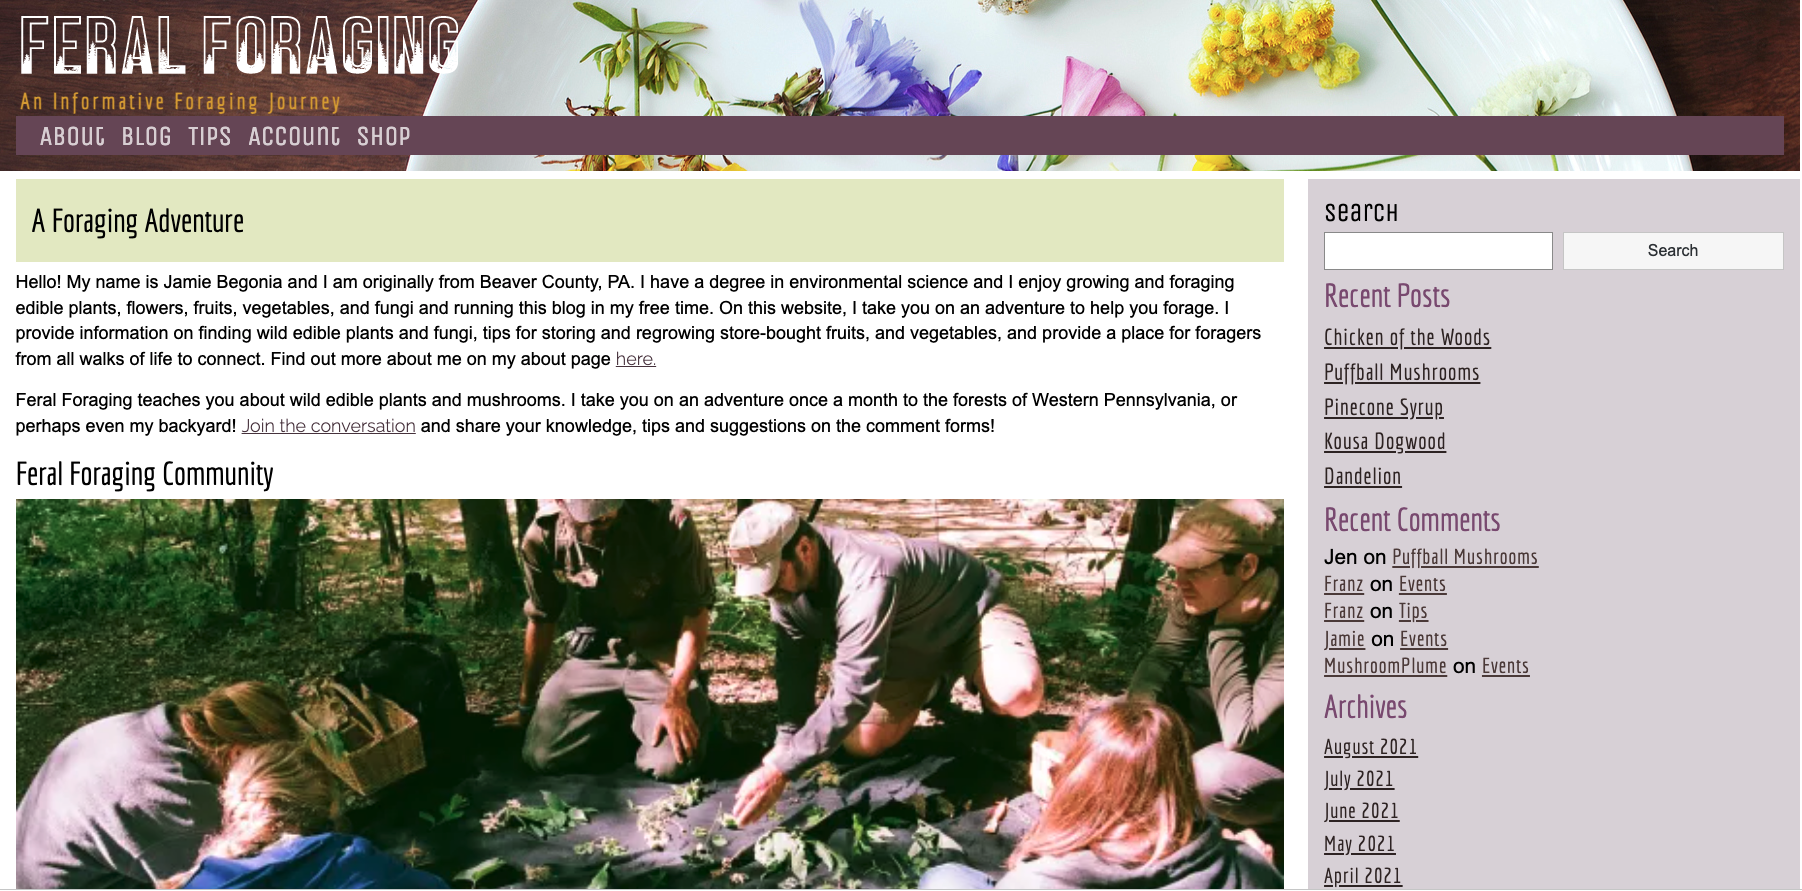 FERAL FORAGING
An Informative Foraging Journey
ABOUT BLOG TIPS ACCOUNT SHOP
A Foraging Adventure
Hello! My name is Jamie Begonia and I am originally from Beaver County, PA. I have a degree in environmental science and I enjoy growing and foraging
edible plants, flowers, fruits, vegetables, and fungi and running this blog in my free time. On this website, I take you on an adventure to help you forage. I
provide information on finding wild edible plants and fungi, tips for storing and regrowing store-bought fruits, and vegetables, and provide a place for foragers
from all walks of life to connect. Find out more about me on my about page here.
Feral Foraging teaches you about wild edible plants and mushrooms. I take you on an adventure once a month to the forests of Western Pennsylvania, or
perhaps even my backyard! Join the conversation and share your knowledge, tips and suggestions on the comment forms!
Feral Foraging Community
search
Search
Recent Posts
Chicken of the Woods
Puffball Mushrooms
Pinecone Syrup
Kousa Dogwood
Dandelion
Recent Comments
Jen on Puffball Mushrooms
Franz on Events
Franz on Tips
Jamie on Events
MushroomPlume on Events
Archives
August 2021
July 2021
June 2021
May 2021
April 2021